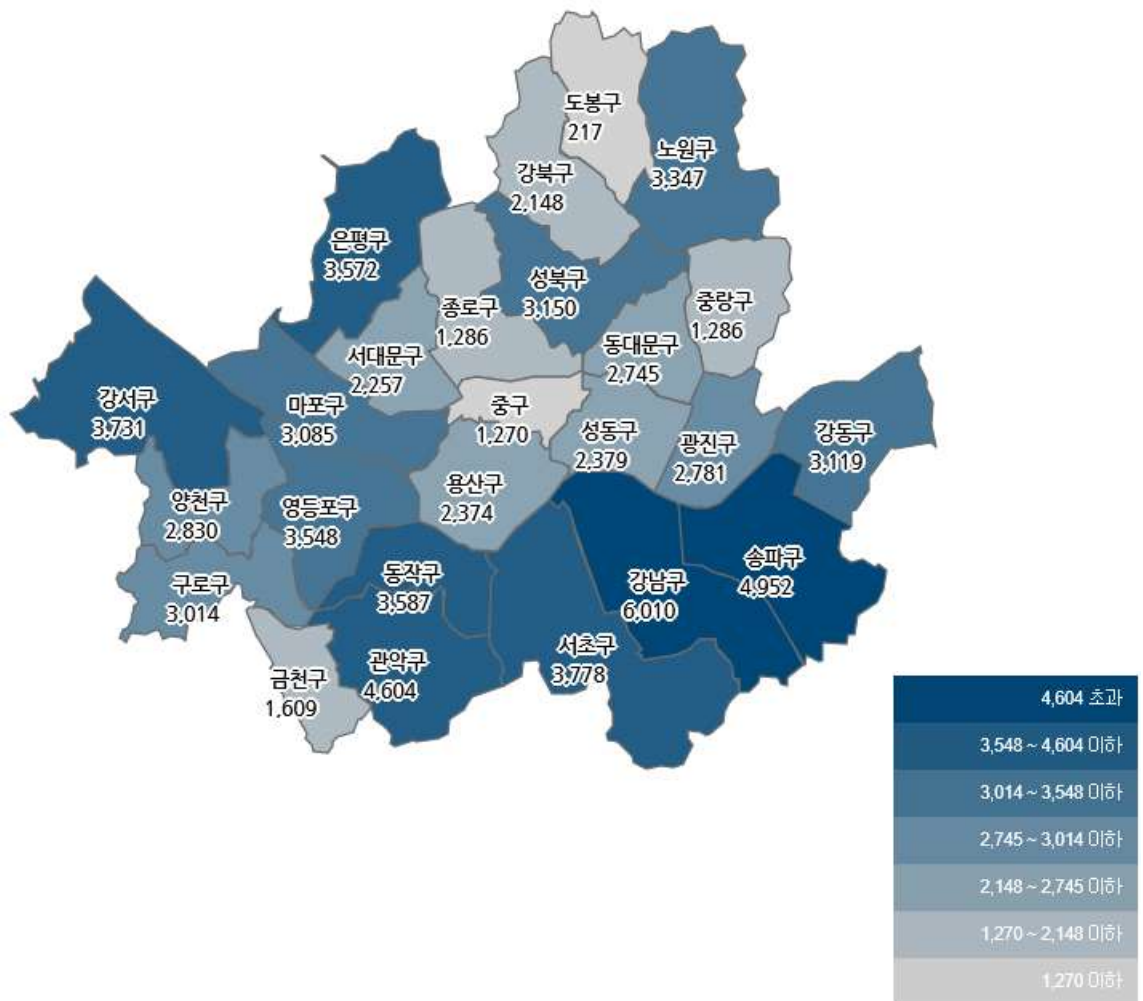 도봉구
217
노원구
3,347
강북구
2,148
은평구
3,572
성북구
3,150
중랑구
1,286
종로구
1,286
동대문구
2,745
서대문구
2,257
강서구
3,731
마포구
3,085
중구
1,270
성동구
2,379
광진구
2,781
강동구
3,119
용산구
2,374
양천구
2,830
영등포구
3,548
송파구
4,952
구로구
3,014
동작구
3,587
강남구
6,010
서초구
3,778
관악구
4,604
금천구
1,609
4,604 초과
3,548 ~ 4,604 이하
3,014 ~ 3,548 이하
2,745 ~ 3,014 이하
2,148 ~ 2,745 이하
1,270 ~ 2,148 이하
1,270 이하